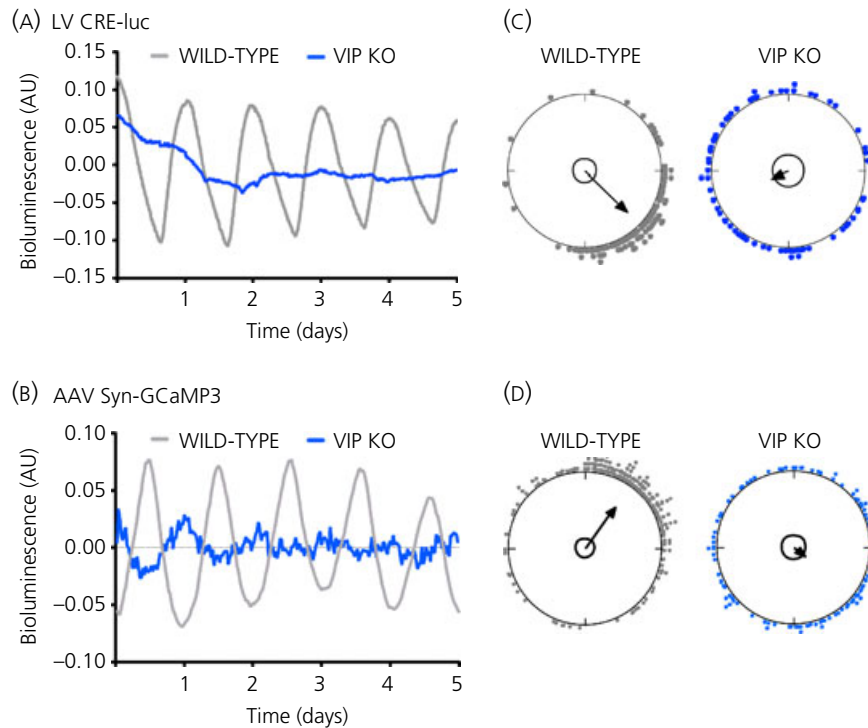 (A) LV CRE-luc
WILD-TYPE VIP KO
0.15
0.10
0.05
0.00
–0.05
–0.10
–0.15
Bioluminescence (AU)
1 2 3 4 5
Time (days)
(C)
WILD-TYPE VIP KO
(B) AAV Syn-GCaMP3
WILD-TYPE VIP KO
0.10
0.05
0.00
–0.05
–0.10
Bioluminescence (AU)
1 2 3 4 5
Time (days)
(D)
WILD-TYPE VIP KO